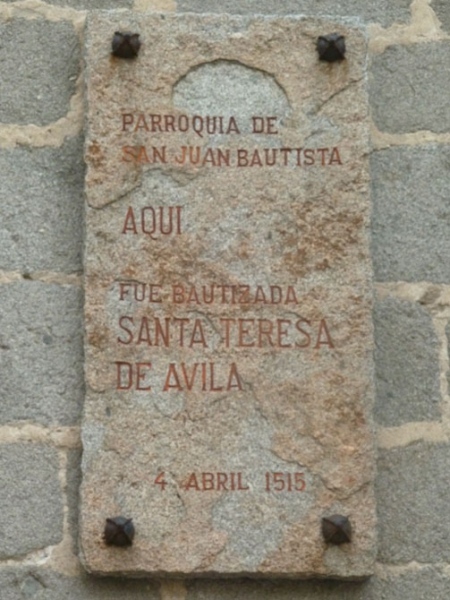 PARROQUIA DE
SAN JUAN BAUTISTA
AQUI
FUE BAUTIZADA
SANTA TERESA
DE AVILA
4 ABRIL 1515